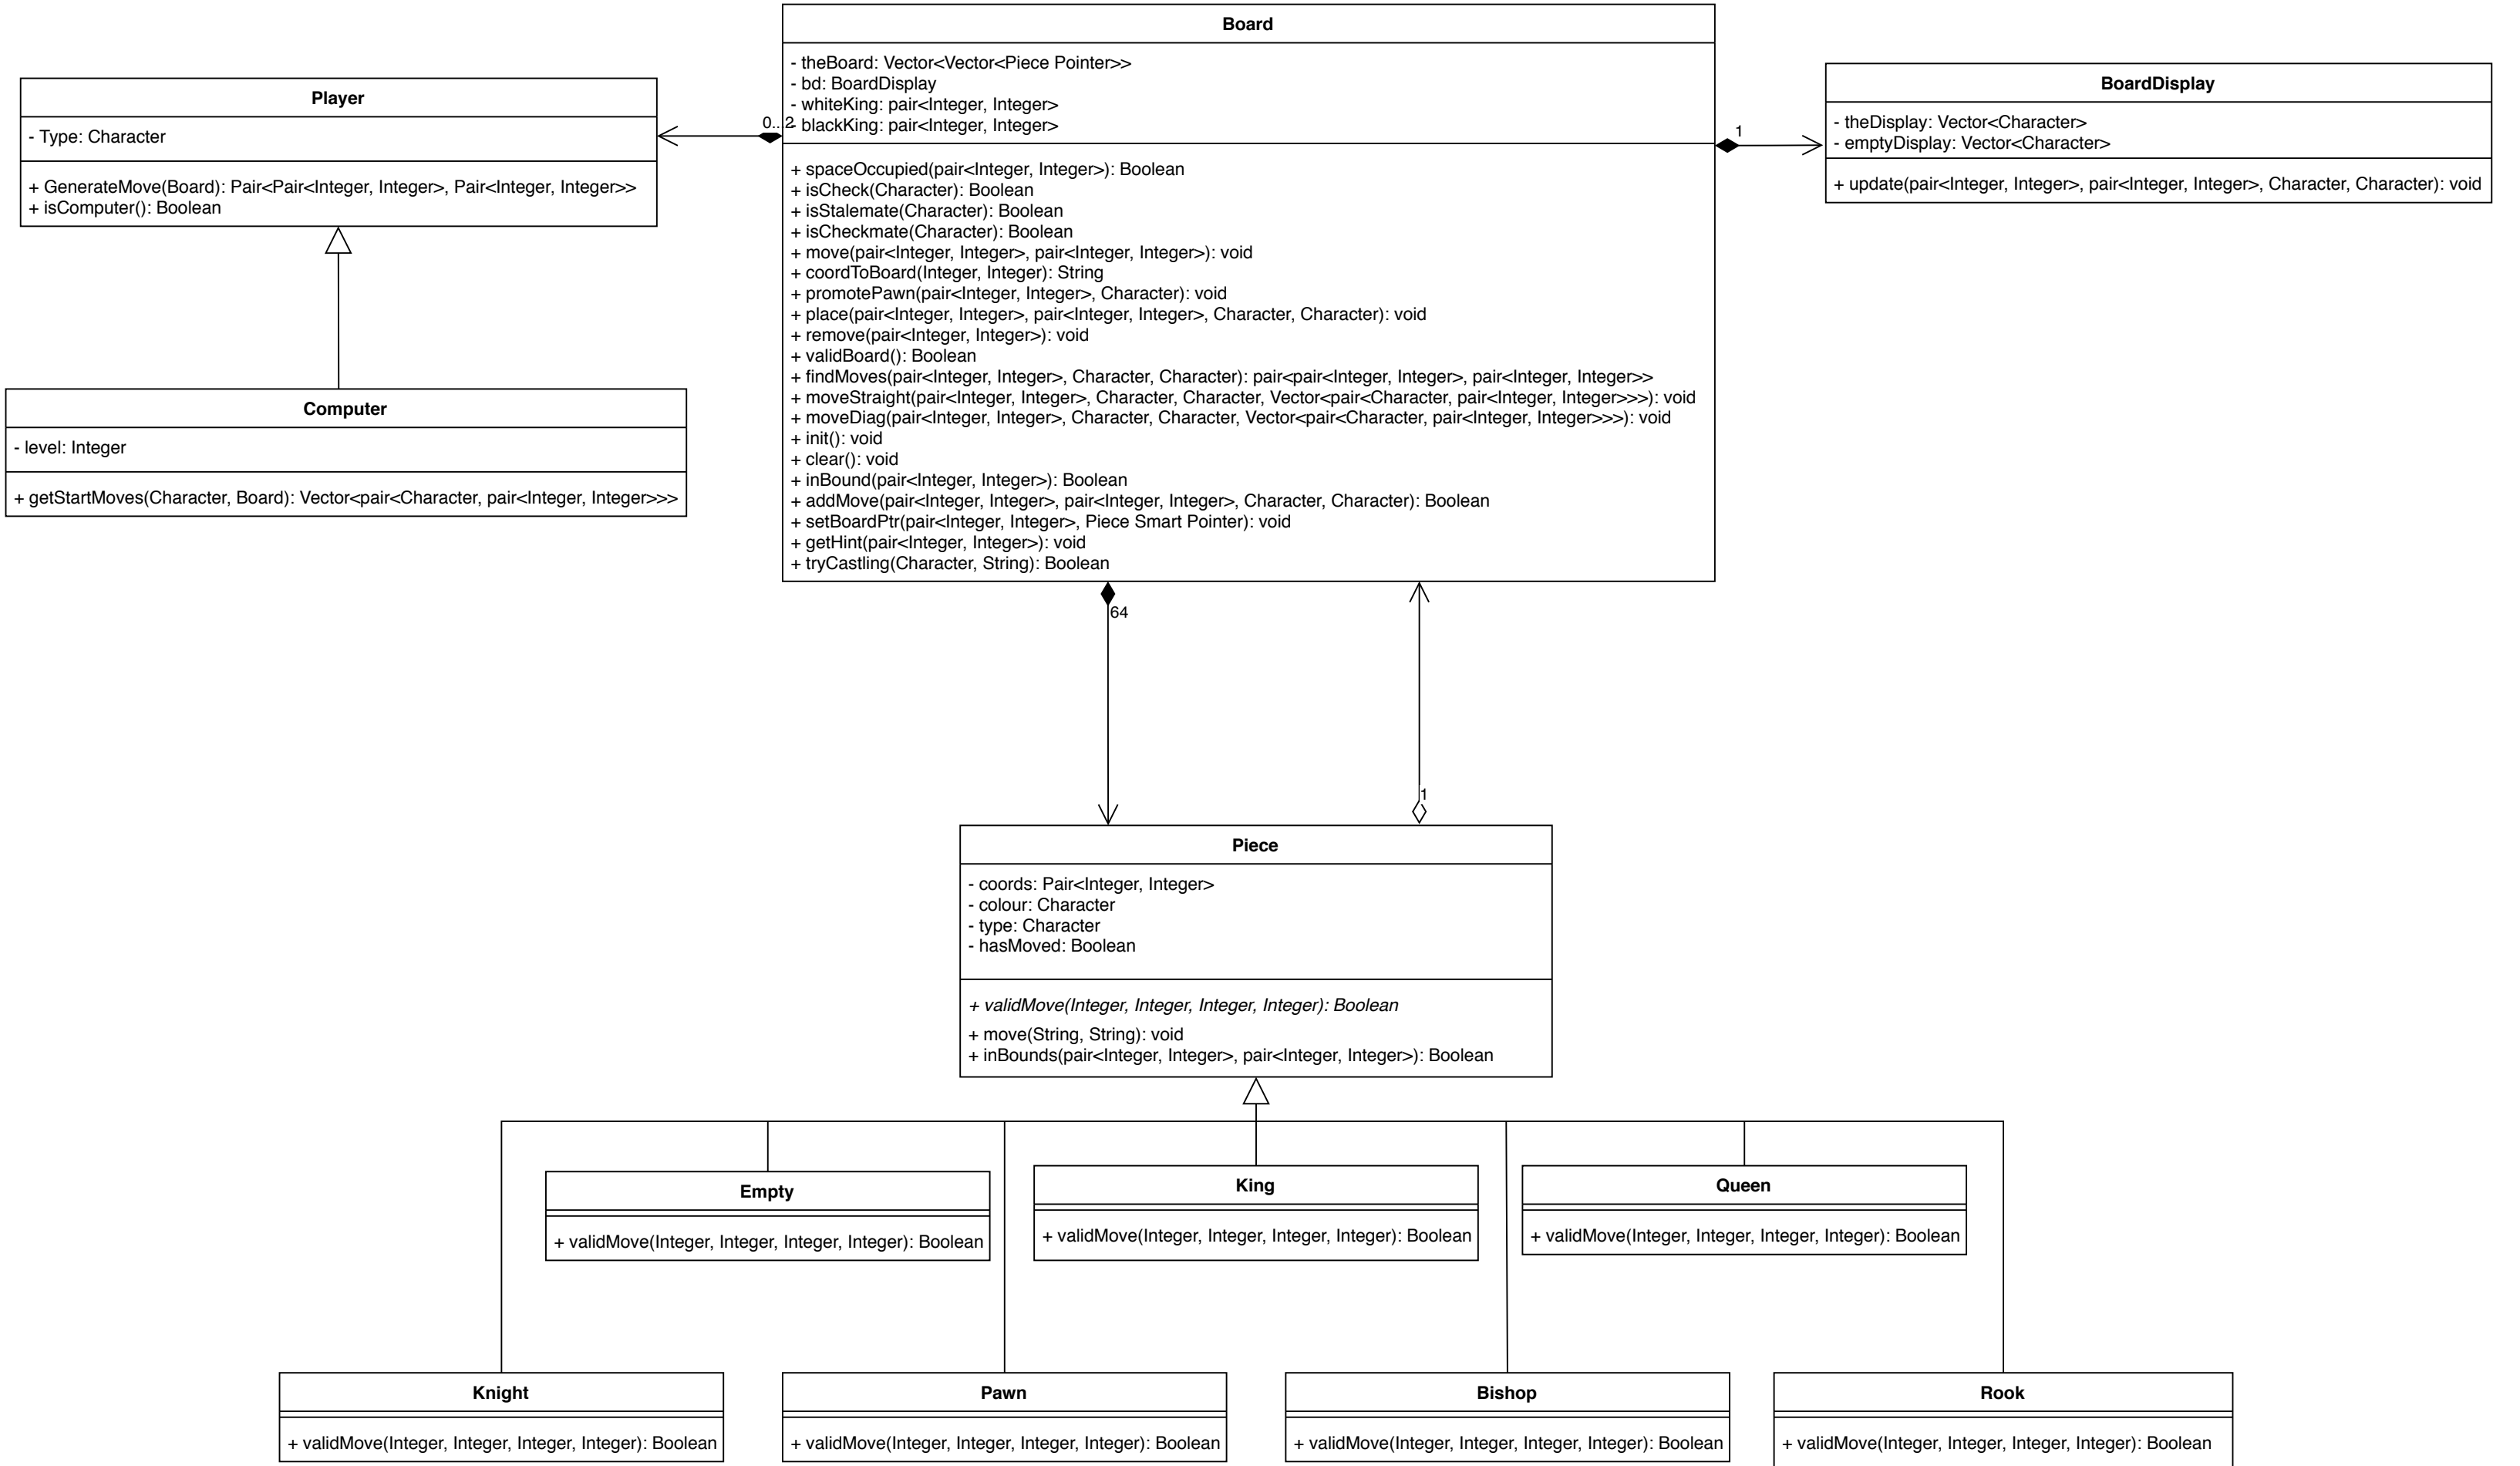 Board
- theBoard: Vector<Vector<Piece Pointer>>
- bd: BoardDisplay
- whiteKing: pair<Integer, Integer>
- blackKing: pair<Integer, Integer>
+ spaceOccupied(pair<Integer, Integer>): Boolean
+ isCheck(Character): Boolean
+ isStalemate(Character): Boolean
+ isCheckmate(Character): Boolean
+ move(pair<Integer, Integer>, pair<Integer, Integer>): void
+ coordToBoard(Integer, Integer): String
+ promotePawn(pair<Integer, Integer>, Character): void
+ place(pair<Integer, Integer>, pair<Integer, Integer>, Character, Character): void
+ remove(pair<Integer, Integer>): void
+ validBoard(): Boolean
+ findMoves(pair<Integer, Integer>, Character, Character): pair<pair<Integer, Integer>, pair<Integer, Integer>>
+ moveStraight(pair<Integer, Integer>, Character, Character, Vector<pair<Character, pair<Integer, Integer>>>): void
+ moveDiag(pair<Integer, Integer>, Character, Character, Vector<pair<Character, pair<Integer, Integer>>>): void
+ init(): void
+ clear(): void
+ inBound(pair<Integer, Integer>): Boolean
+ addMove(pair<Integer, Integer>, pair<Integer, Integer>, Character, Character): Boolean
+ setBoardPtr(pair<Integer, Integer>, Piece Smart Pointer): void
+ getHint(pair<Integer, Integer>): void
+ tryCastling(Character, String): Boolean
Player
- Type: Character
+ GenerateMove(Board): Pair<Pair<Integer, Integer>, Pair<Integer, Integer>>
+ isComputer(): Boolean
0...2
Computer
- level: Integer
+ getStartMoves(Character, Board): Vector<pair<Character, pair<Integer, Integer>>>
1
BoardDisplay
- theDisplay: Vector<Character>
- emptyDisplay: Vector<Character>
+ update(pair<Integer, Integer>, pair<Integer, Integer>, Character, Character): void
64
1
Piece
- coords: Pair<Integer, Integer>
- colour: Character
- type: Character
- hasMoved: Boolean
+ validMove(Integer, Integer, Integer, Integer): Boolean
+ move(String, String): void
+ inBounds(pair<Integer, Integer>, pair<Integer, Integer>): Boolean
Empty
+ validMove(Integer, Integer, Integer, Integer): Boolean
King
+ validMove(Integer, Integer, Integer, Integer): Boolean
Queen
+ validMove(Integer, Integer, Integer, Integer): Boolean
Knight
+ validMove(Integer, Integer, Integer, Integer): Boolean
Pawn
+ validMove(Integer, Integer, Integer, Integer): Boolean
Bishop
+ validMove(Integer, Integer, Integer, Integer): Boolean
Rook
+ validMove(Integer, Integer, Integer, Integer): Boolean